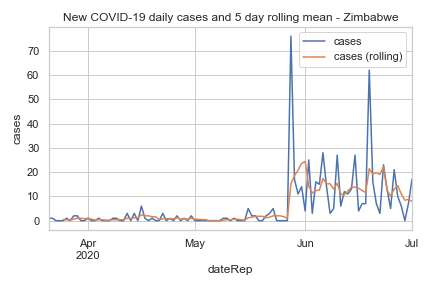 New COVID-19 daily cases and 5 day rolling mean - Zimbabwe
cases
cases (rolling)
cases
70
60
50
40
30
20
10
0
Apr
2020
May
Jun
Jul
dateRep